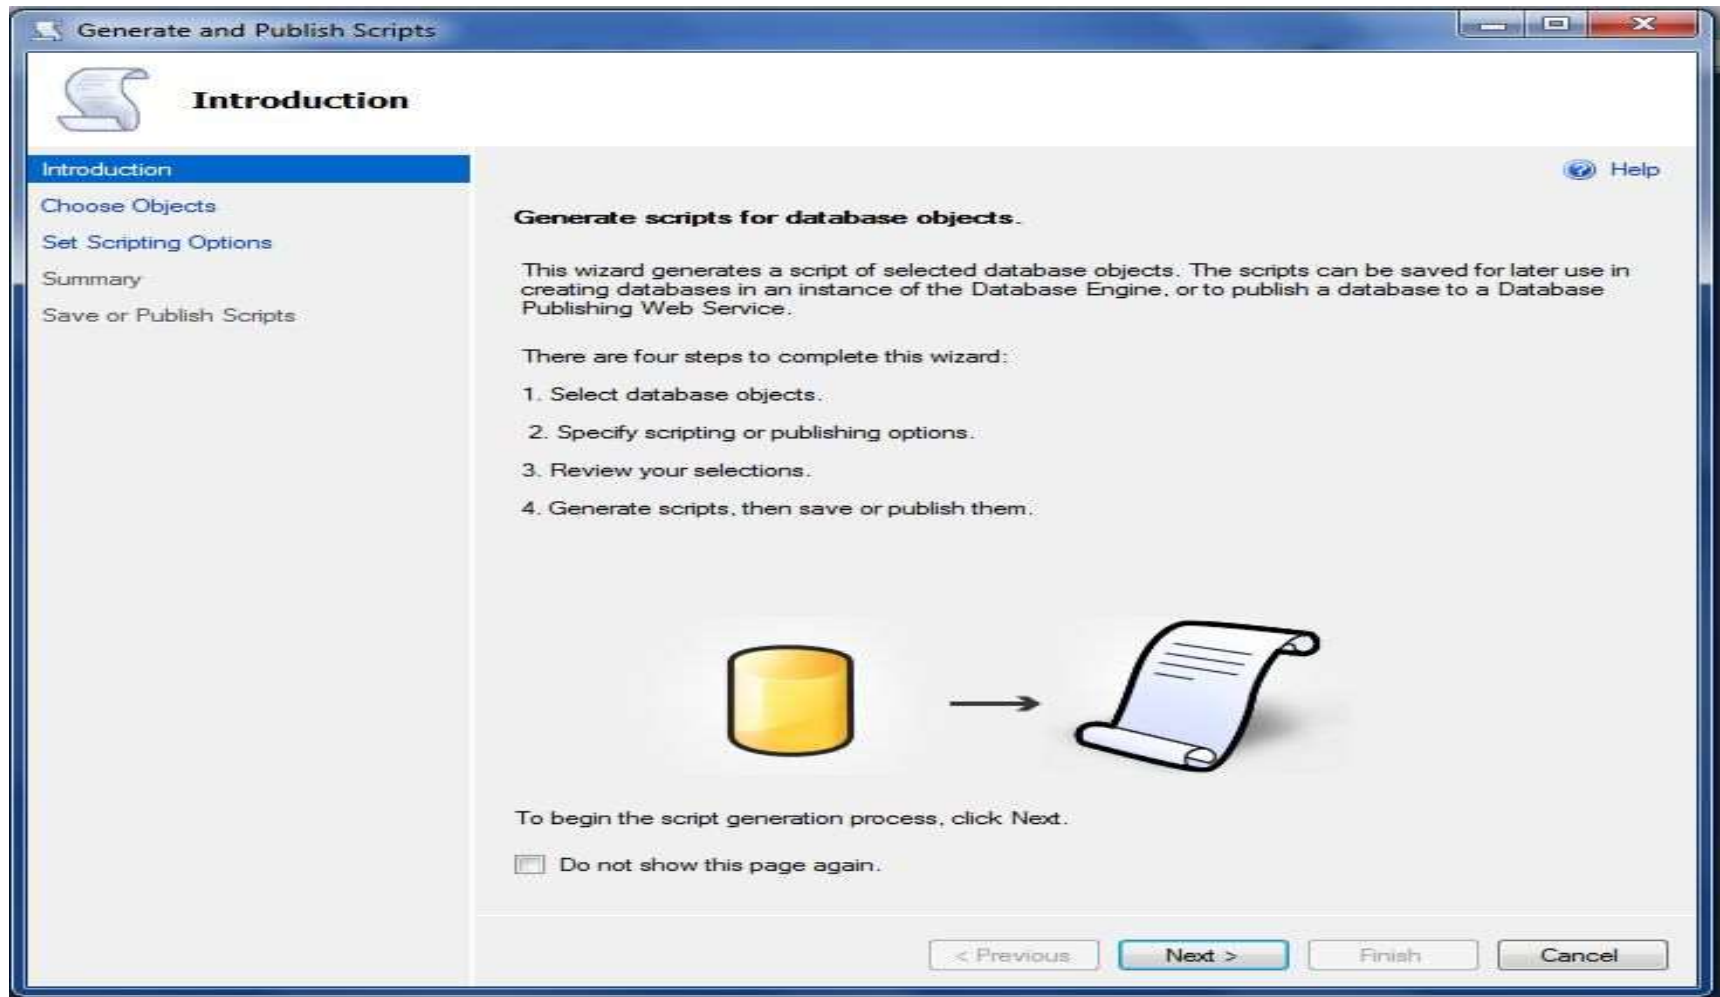 Generate and Publish Scripts
Introduction
Introduction
Choose Objects
Set Scripting Options
Summary
Save or Publish Scripts
Help
Generate scripts for database objects.
This wizard generates a script of selected database objects. The scripts can be saved for later use in
creating databases in an instance of the Database Engine, or to publish a database to a Database
Publishing Web Service.
There are four steps to complete this wizard:
1. Select database objects.
2. Specify scripting or publishing options.
3. Review your selections.
4. Generate scripts, then save or publish them.
To begin the script generation process, click Next.
Do not show this page again.
< Previous Next > Finish Cancel